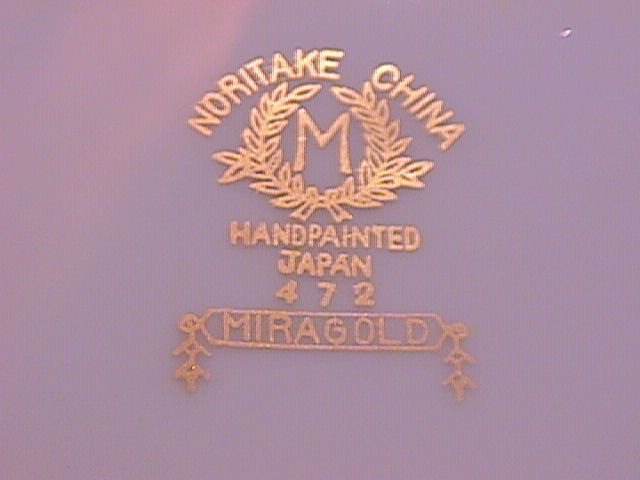 NORITAKE CHINA
M
HANDPAINTED
JAPAN
472
MIRAGOLD